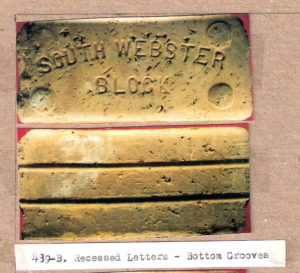 SOUTH WEBSTER
BLOCK
439-B. Recessed Letters - Bottom Grooves